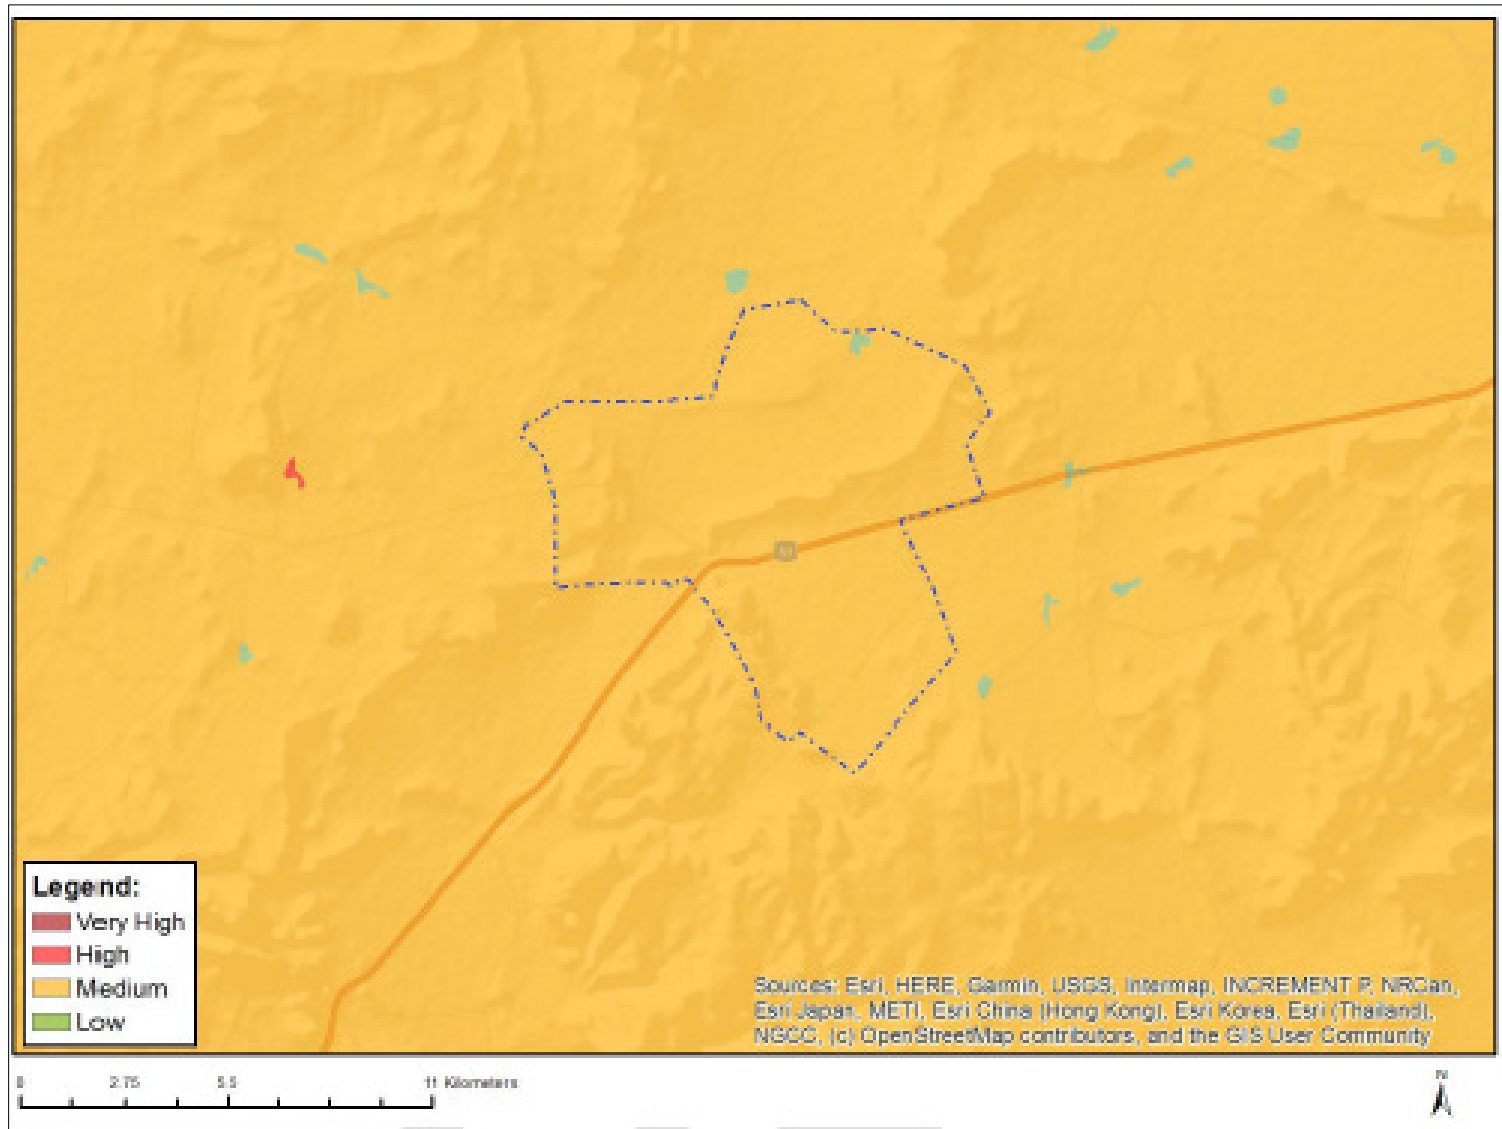 Legend:
Very High
High
Medium
Low
Sources: Esri, HERE, Garmin, USGS, Intermap, INCREMENT P, NRCan,
Esri Japan, METI, Esri China (Hong Kong), Esri Korea, Esri (Thailand),
NGCC, (c) OpenStreetMap contributors, and the GIS User Community
0 2.75 5.5 11 Kilometers
N